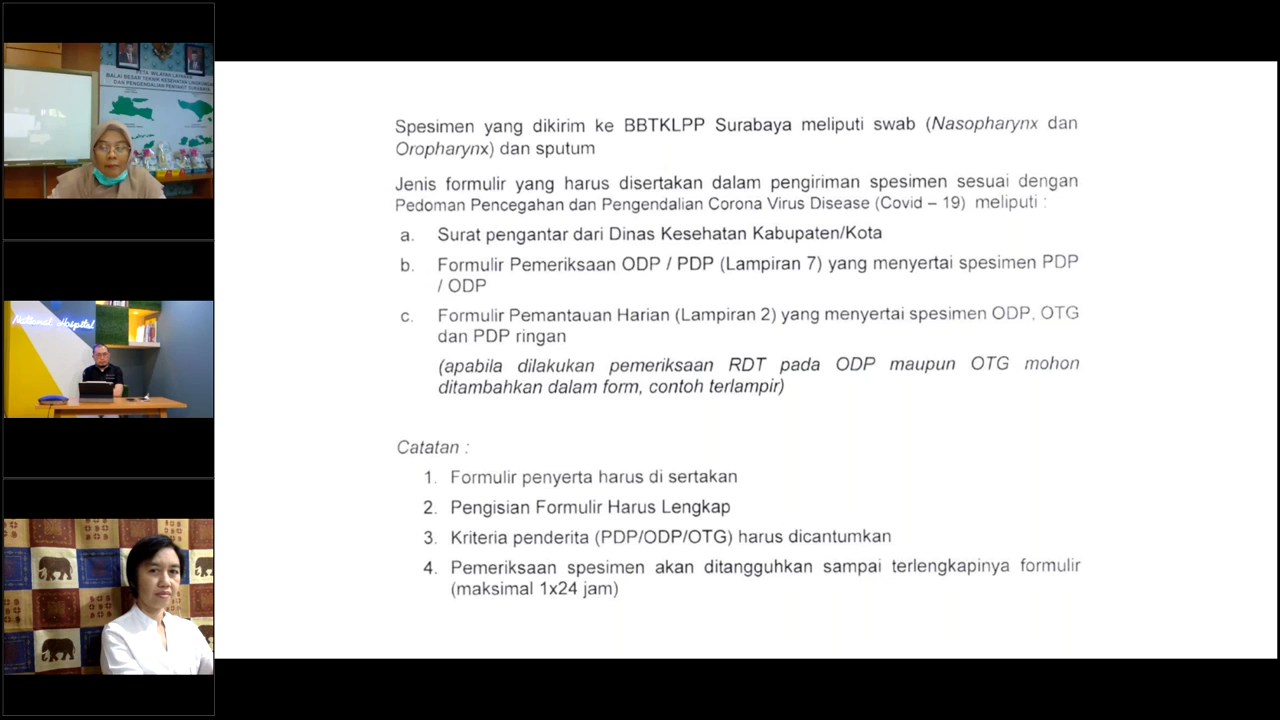 PETA WILAYAH LAYANAN
BALAI BESAR TEKNIK KESEHATAN LINGKUNGAN
DAN PENGENDALIAN PENYAKIT SURABAYA
National Hospital
Spesimen yang dikirim ke BBTKLPP Surabaya meliputi swab (Nasopharynx dan
Oropharynx) dan sputum
Jenis formulir yang harus disertakan dalam pengiriman spesimen sesuai dengan
Pedoman Pencegahan dan Pengendalian Corona Virus Disease (Covid – 19) meliputi :
a. Surat pengantar dari Dinas Kesehatan Kabupaten/Kota
b. Formulir Pemeriksaan ODP / PDP (Lampiran 7) yang menyertai spesimen PDP
/ ODP
c. Formulir Pemantauan Harian (Lampiran 2) yang menyertai spesimen ODP, OTG
dan PDP ringan
(apabila dilakukan pemeriksaan RDT pada ODP maupun OTG mohon
ditambahkan dalam form, contoh terlampir)
Catatan :
1. Formulir penyerta harus di sertakan
2. Pengisian Formulir Harus Lengkap
3. Kriteria penderita (PDP/ODP/OTG) harus dicantumkan
4. Pemeriksaan spesimen akan ditangguhkan sampai terlengkapinya formulir
(maksimal 1x24 jam)